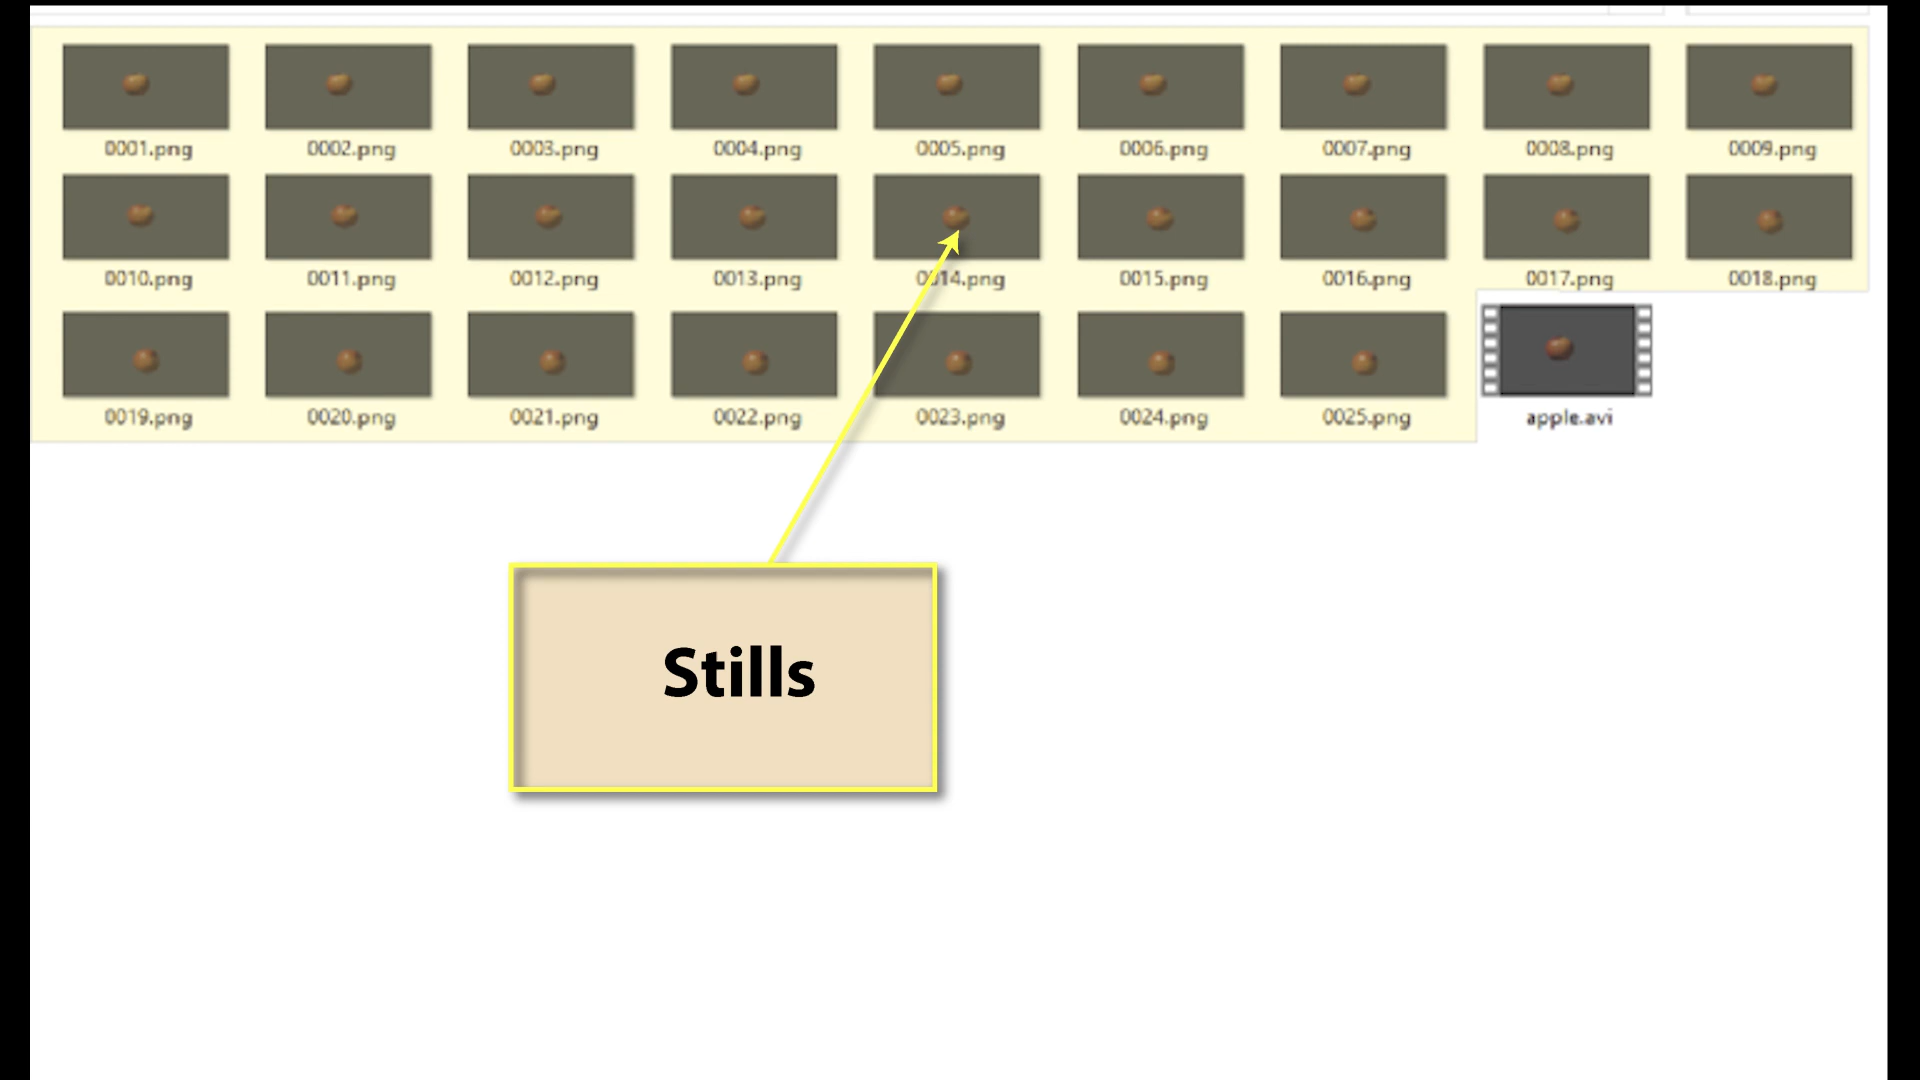 0001.png 0002.png 0003.png 0004.png 0005.png 0006.png 0007.png 0008.png 0009.png
0010.png 0011.png 0012.png 0013.png 0014.png 0015.png 0016.png 0017.png 0018.png
0019.png 0020.png 0021.png 0022.png 0023.png 0024.png 0025.png apple.avi
Stills